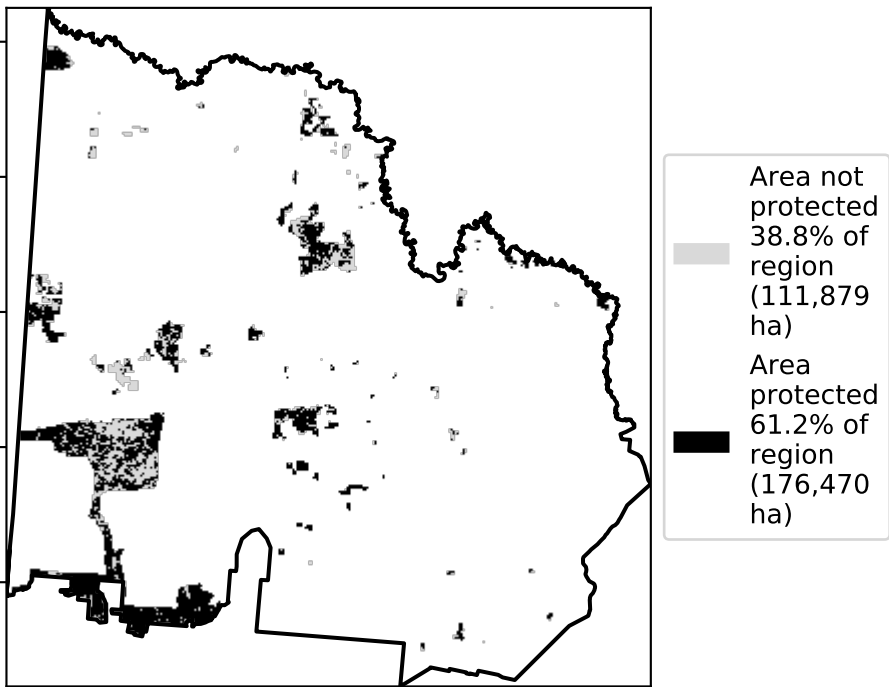 Area not
protected
38.8% of
region
(111,879
ha)
Area
protected
61.2% of
region
(176,470
ha)